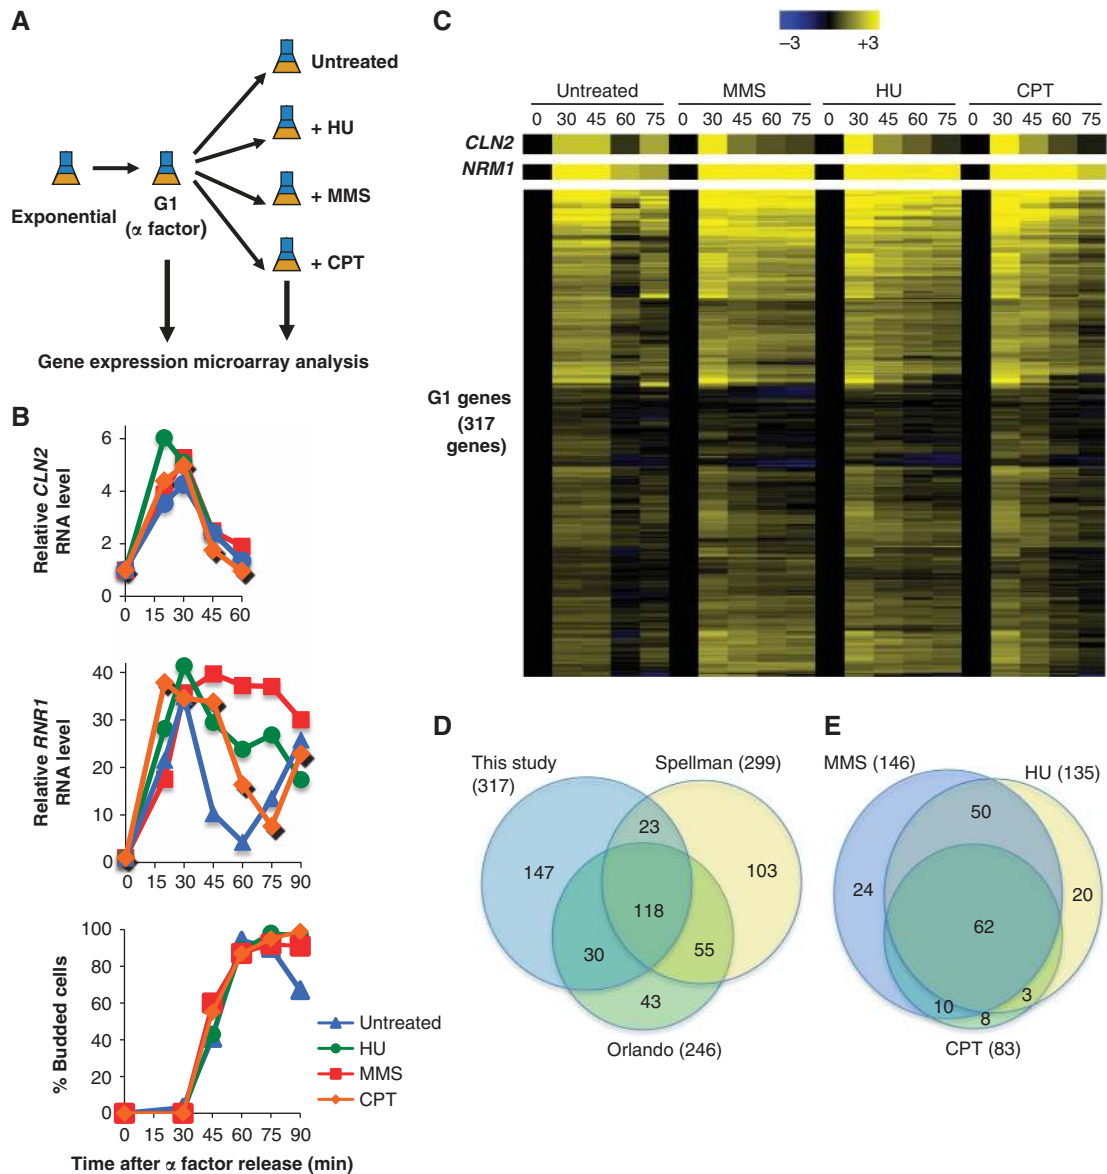 A
Untreated
+ HU
Exponential
G1
(α factor)
+ MMS
+ CPT
Gene expression microarray analysis
B
Relative CLN2
RNA level
6
4
2
0
0 15 30 45 60
Relative RNR1
RNA level
40
30
20
10
0
0 15 30 45 60 75 90
% Budded cells
100
80
60
40
20
0
0 15 30 45 60 75 90
Untreated
HU
MMS
CPT
Time after α factor release (min)
C
−3 +3
Untreated MMS HU CPT
0 30 45 60 75 0 30 45 60 75 0 30 45 60 75 0 30 45 60 75
CLN2
NRM1
G1 genes
(317
genes)
D
This study
(317)
Spellman (299)
23
147
103
118
30
55
43
Orlando (246)
E
MMS (146)
HU (135)
50
24
20
62
10
3
8
CPT (83)